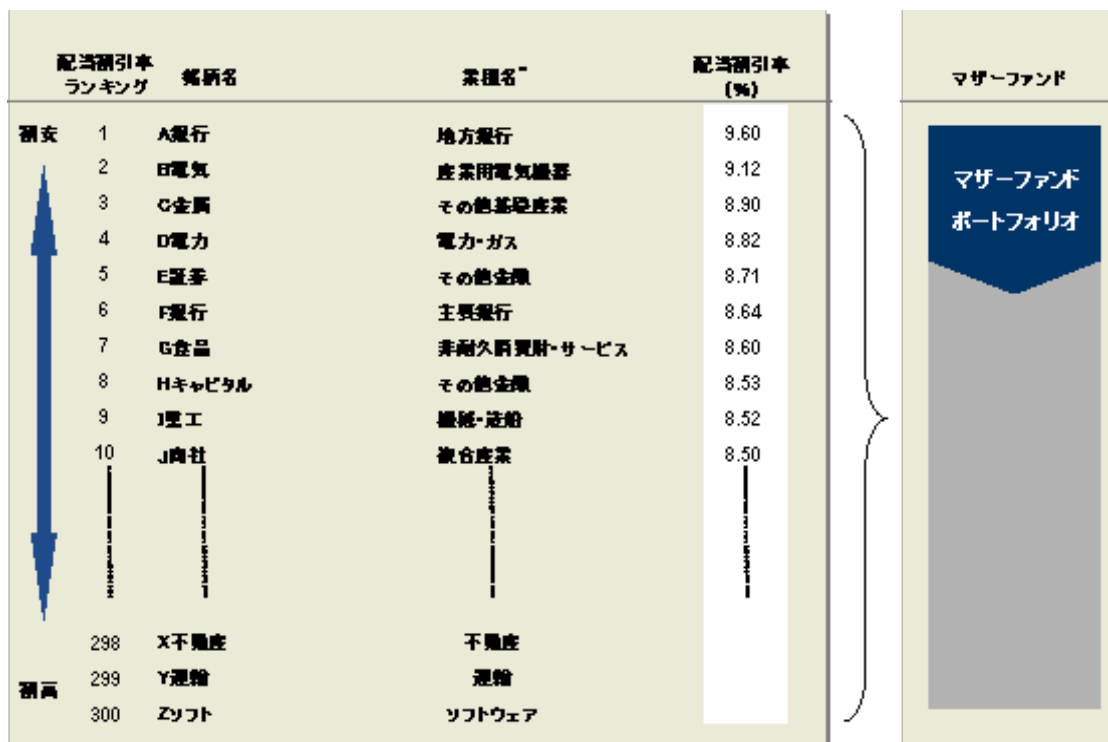 配当割引率
ランキング 銘柄名 業種名* 配当割引率
(%) マザーファンド
割安 1 A銀行 地方銀行 9.60
2 B電気 産業用電気機器 9.12
3 C金属 その他基礎産業 8.90
4 D電力 電力・ガス 8.82
5 E証券 その他金融 8.71
6 F銀行 主要銀行 8.64
7 G食品 非耐久消費財・サービス 8.60
8 Hキャピタル その他金融 8.53
9 I重工 機械・造船 8.52
10 J商社 複合産業 8.50
298 X不動産 不動産
299 Y運輸 運輸
割高
300 Zソフト ソフトウェア
マザーファンド
ポートフォリオ